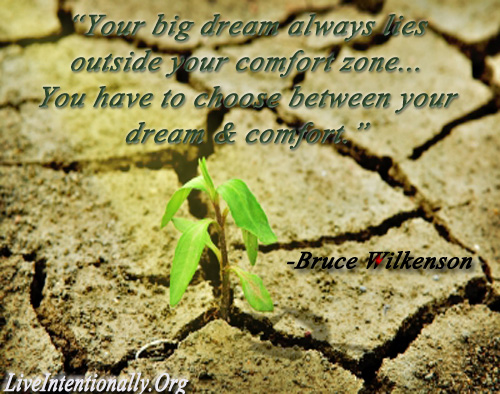 “Your big dream always lies
outside your comfort zone...
You have to choose between your
dream & comfort.”
-Bruce Wilkenson
LiveIntentionally.Org